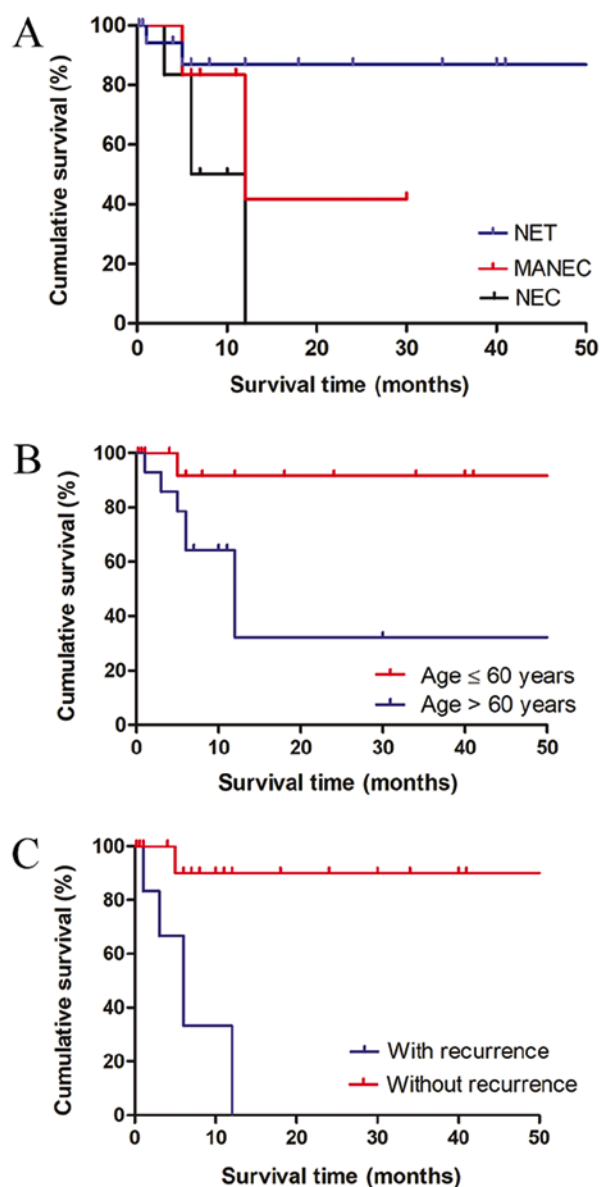 A
Cumulative survival (%)
100
80
60
40
20
0
NET
MANEC
NEC
0 10 20 30 40 50
Survival time (months)
B
Cumulative survival (%)
100
80
60
40
20
0
Age ≤ 60 years
Age > 60 years
0 10 20 30 40 50
Survival time (months)
C
Cumulative survival (%)
100
80
60
40
20
0
With recurrence
Without recurrence
0 10 20 30 40 50
Survival time (months)